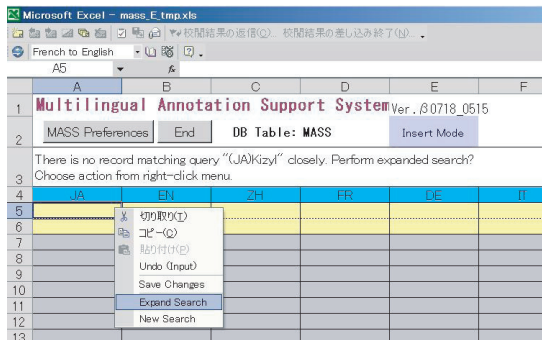 Microsoft Excel - mass_E_tmp.xls
校閲結果の返信(C)... 校閲結果の差し込み終了(N)...
French to English
A5 fx
A B C D E F
1 Multilingual Annotation Support System Ver. β30718_0515
2 MASS Preferences End DB Table: MASS Insert Mode
There is no record matching query "(JA)Kizyl" closely. Perform expanded search?
3 Choose action from right-click menu.
4 JA EN ZH FR DE IT
5 切り取り(T)
6 コピー(C)
7 貼り付け(P)
8 Undo (Input)
9
10 Save Changes
11 Expand Search
12 New Search
13